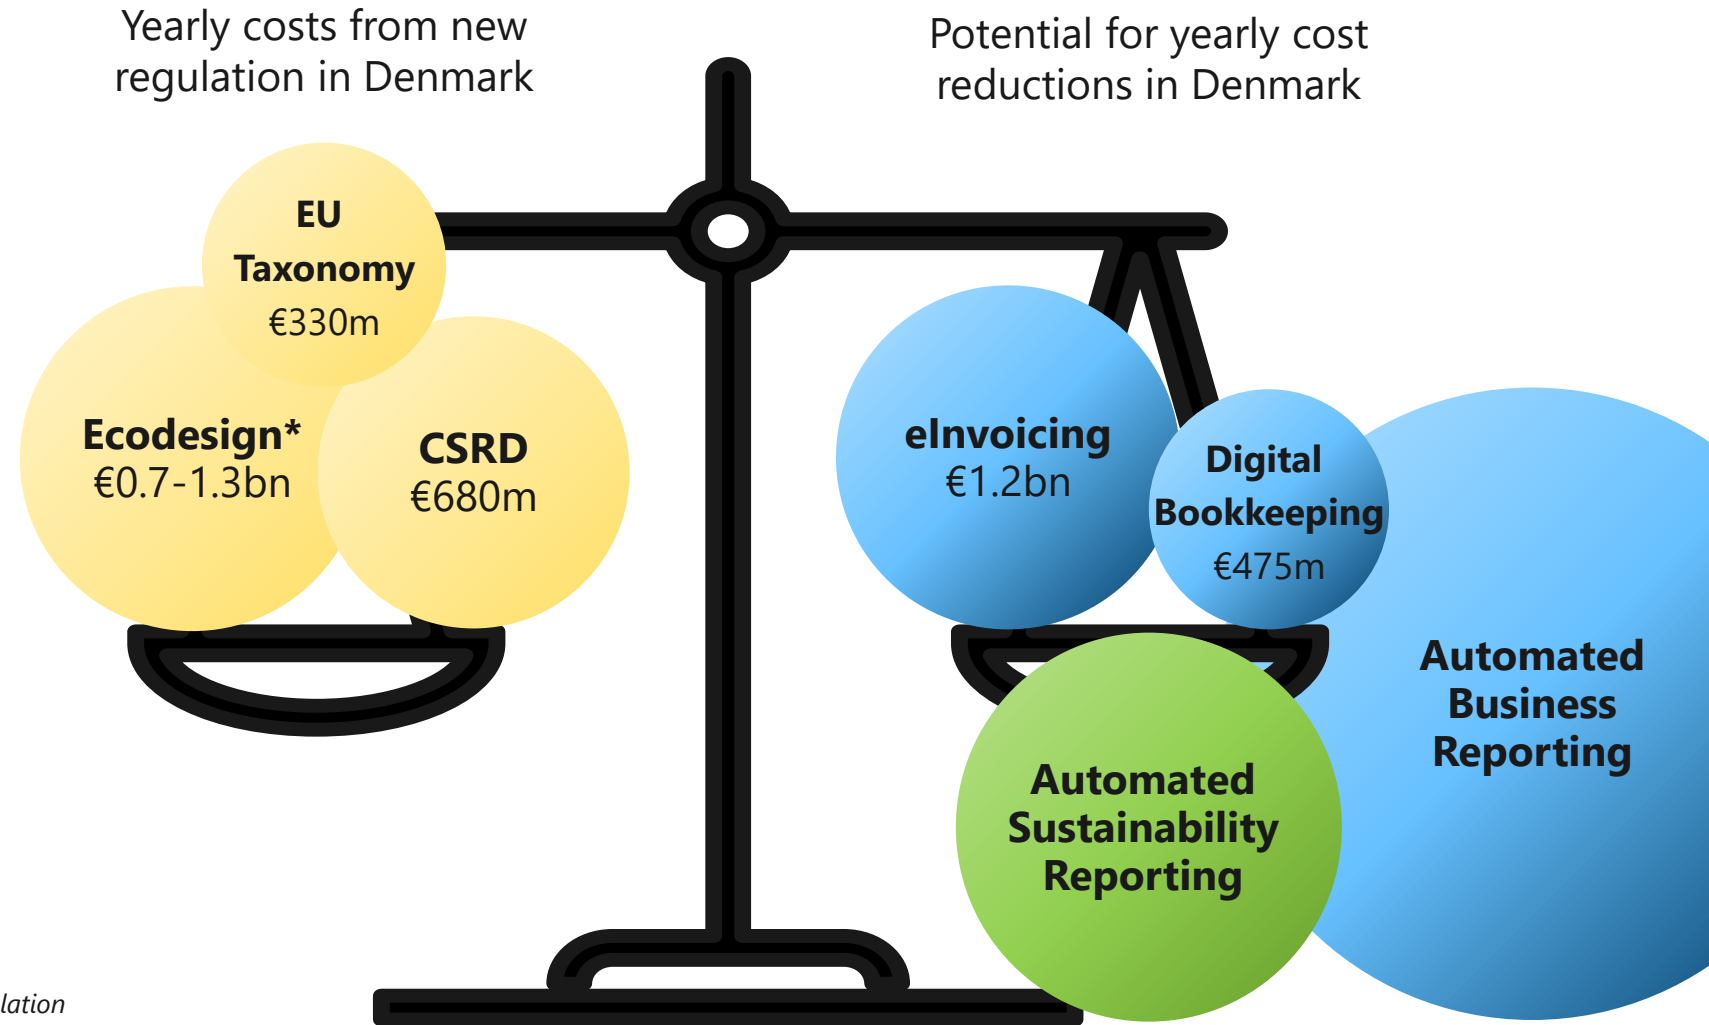 Yearly costs from new
regulation in Denmark
Potential for yearly cost
reductions in Denmark
EU
Taxonomy
€330m
Ecodesign*
€0.7-1.3bn
CSRD
€680m
eInvoicing
€1.2bn
Digital
Bookkeeping
€475m
Automated
Business
Reporting
Automated
Sustainability
Reporting
lation